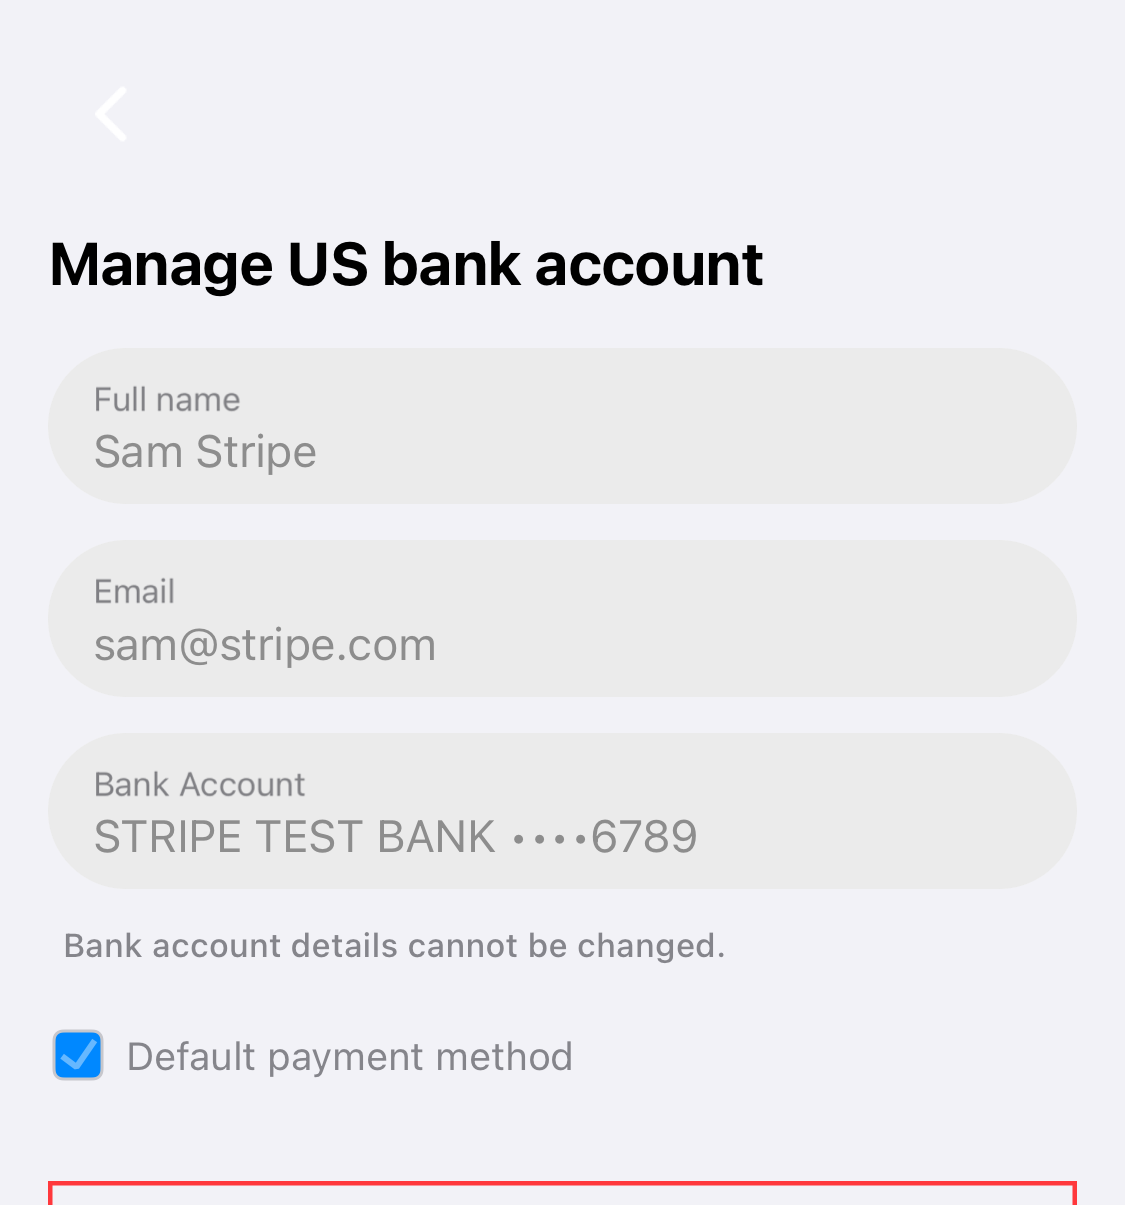 Manage US bank account
Full name
Sam Stripe
Email
sam@stripe.com
Bank Account
STRIPE TEST BANK ••••6789
Bank account details cannot be changed.
Default payment method